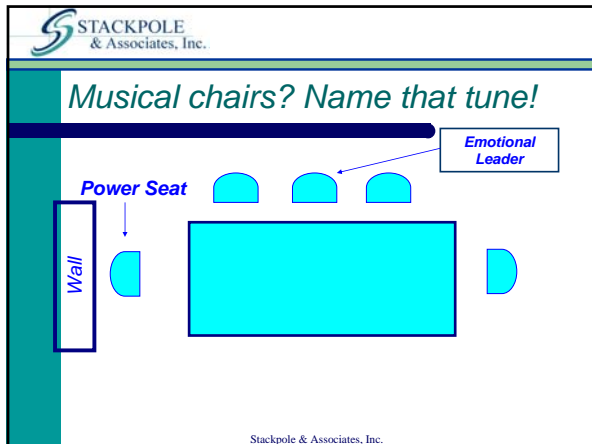 STACKPOLE
& Associates, Inc.
Musical chairs? Name that tune!
Emotional
Leader
Power Seat
Wall
Stackpole & Associates, Inc.